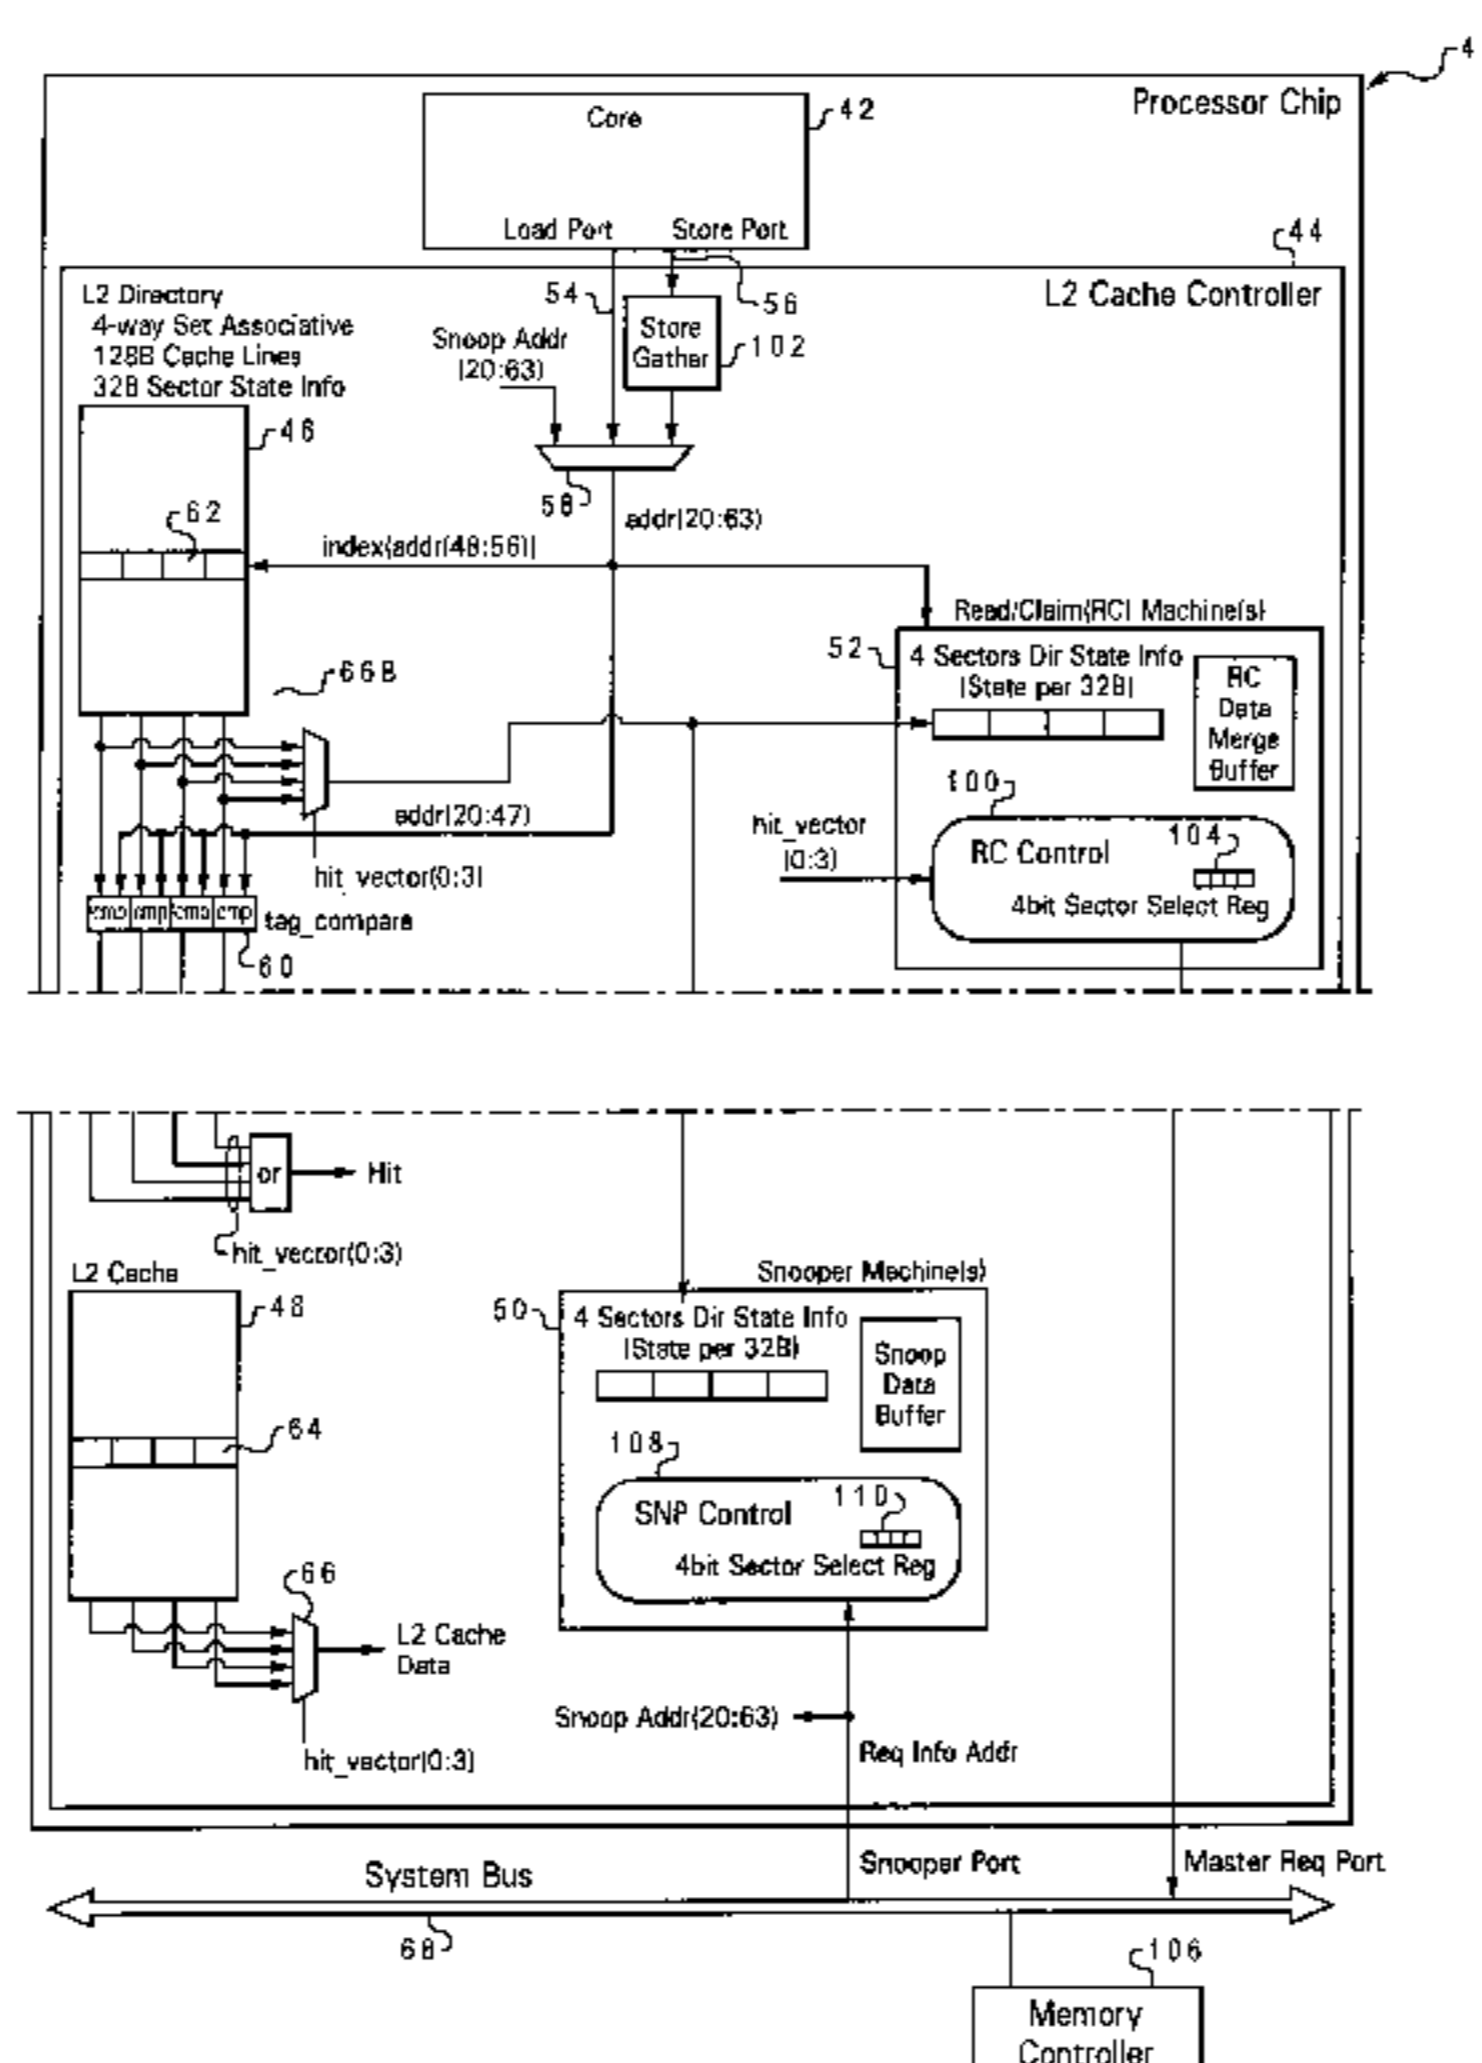 4
Processor Chip
Core
42
Load Port
Store Port
44
L2 Directory
4-way Set Associative
128B Cache Lines
32B Sector State Info
L2 Cache Controller
54
56
Snoop Addr
(20:63)
Store
Gather
102
46
58
62
addr(20:63)
index(addr(48:56))
Read/Claim(RC) Machine(s)
52
4 Sectors Dir State Info
(State per 32B)
RC
Data
Merge
Buffer
66B
100
addr(20:47)
hit_vector
(0:3)
RC Control
104
4bit Sector Select Reg
hit_vector(0:3)
cmp
cmp
cmp
cmp
tag_compare
60
or
Hit
hit_vector(0:3)
L2 Cache
Snooper Machine(s)
48
50
4 Sectors Dir State Info
(State per 32B)
Snoop
Data
Buffer
64
108
SNP Control
110
4bit Sector Select Reg
66
L2 Cache
Data
Snoop Addr(20:63)
Req Info Addr
hit_vector(0:3)
System Bus
Snooper Port
Master Req Port
68
106
Memory
Controller